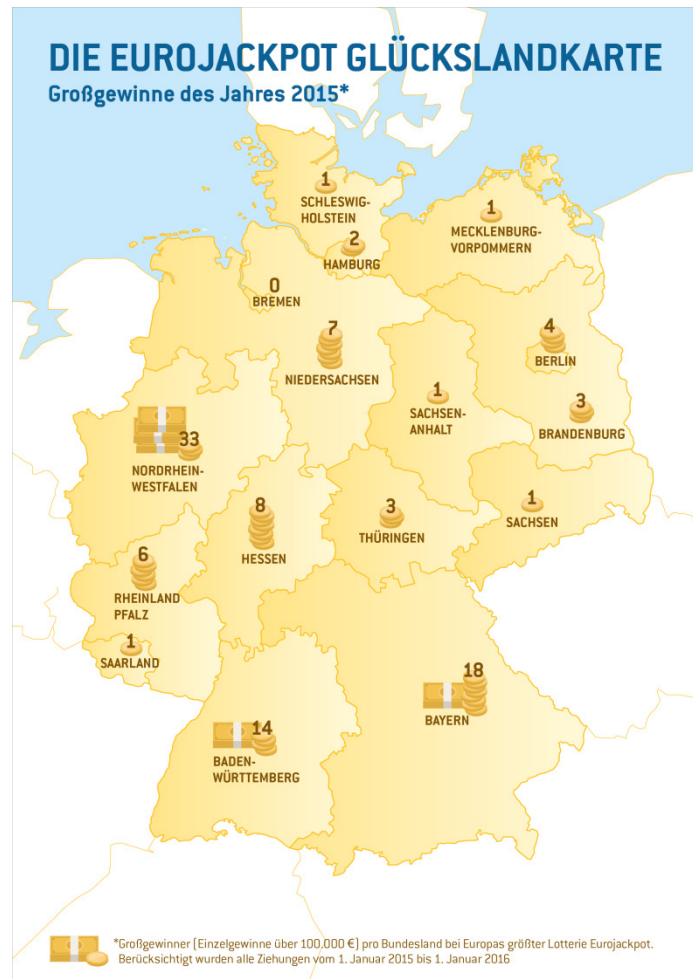 DIE EUROJACKPOT GLÜCKSLANDKARTE
Großgewinne des Jahres 2015*
1
SCHLESWIG-
HOLSTEIN
1
MECKLENBURG-
VORPOMMERN
2
HAMBURG
0
BREMEN
7
NIEDERSACHSEN
4
BERLIN
1
SACHSEN-
ANHALT
3
BRANDENBURG
33
NORDRHEIN-
WESTFALEN
8
HESSEN
3
THÜRINGEN
1
SACHSEN
6
RHEINLAND
PFALZ
1
SAARLAND
18
BAYERN
14
BADEN-
WÜRTTEMBERG
*Großgewinner (Einzelgewinne über 100.000 €) pro Bundesland bei Europas größter Lotterie Eurojackpot.
Berücksichtigt wurden alle Ziehungen vom 1. Januar 2015 bis 1. Januar 2016